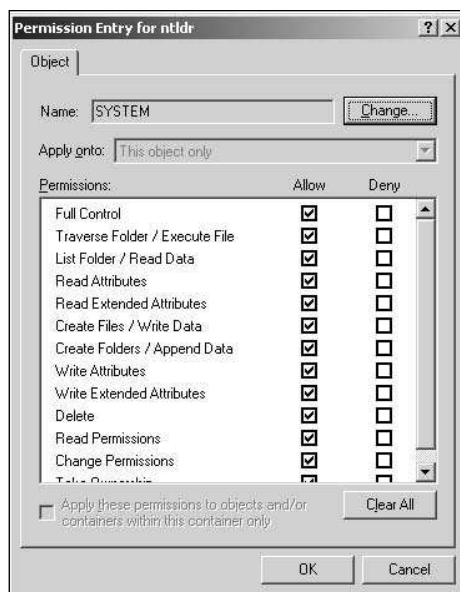 Permission Entry for ntldr
Object
Name: SYSTEM Change...
Apply onto: This object only
Permissions: Allow Deny
Full Control
Traverse Folder / Execute File
List Folder / Read Data
Read Attributes
Read Extended Attributes
Create Files / Write Data
Create Folders / Append Data
Write Attributes
Write Extended Attributes
Delete
Read Permissions
Change Permissions
Take Ownership
Apply these permissions to objects and/or
containers within this container only
Clear All
OK Cancel